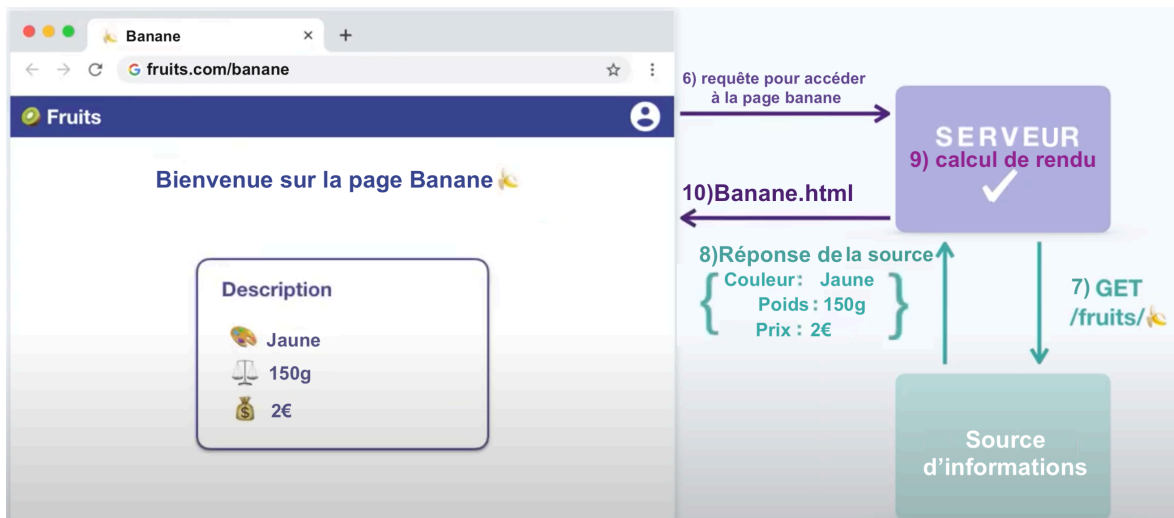 Banane
fruits.com/banane
Fruits
Bienvenue sur la page Banane
Description
Jaune
150g
2€
6) requête pour accéder
à la page banane
SERVEUR
9) calcul de rendu
10)Banane.html
8)Réponse de la source
{ Couleur: Jaune
Poids : 150g
Prix : 2€ }
7) GET
/fruits/🍌
Source
d'informations